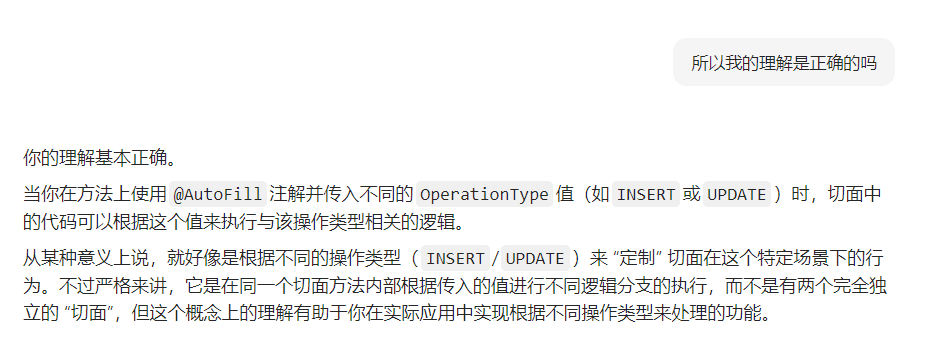 所以我的理解是正确的吗
你的理解基本正确。
当你在方法上使用 @AutoFill 注解并传入不同的 OperationType 值（如 INSERT 或 UPDATE ）时，切面中
的代码可以根据这个值来执行与该操作类型相关的逻辑。
从某种意义上说，就好像是根据不同的操作类型（ INSERT / UPDATE ）来 “定制” 切面在这个特定场景下的行
为。不过严格来讲，它是在同一个切面方法内部根据传入的值进行不同逻辑分支的执行，而不是有两个完全独
立的 “切面”，但这个概念上的理解有助于你在实际应用中实现根据不同操作类型来处理的功能。